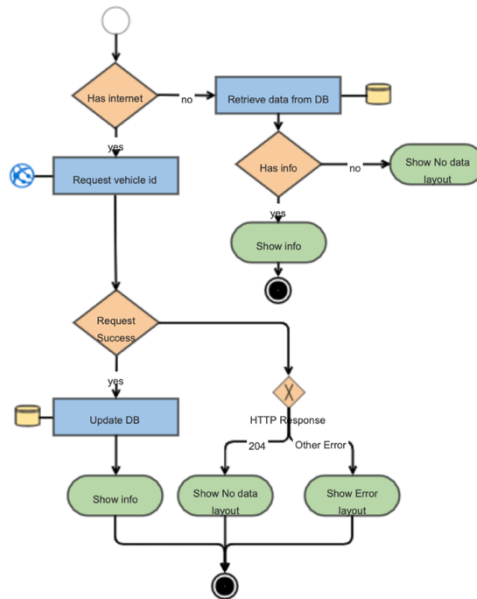 Has internet
no
Retrieve data from DB
yes
Request vehicle id
Has info
no
Show No data
layout
yes
Show info
Request
Success
yes
Update DB
HTTP Response
204
Other Error
Show info
Show No data
layout
Show Error
layout